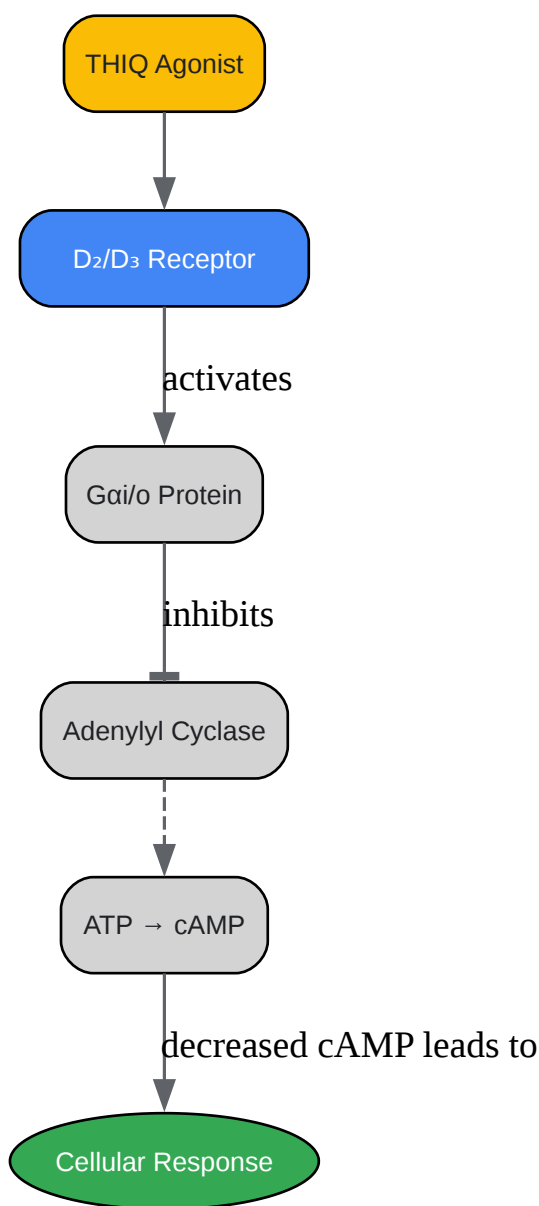 THIQ Agonist
D₂/D₃ Receptor
activates
Gαi/o Protein
inhibits
Adenylyl Cyclase
ATP → cAMP
decreased cAMP leads to
Cellular Response